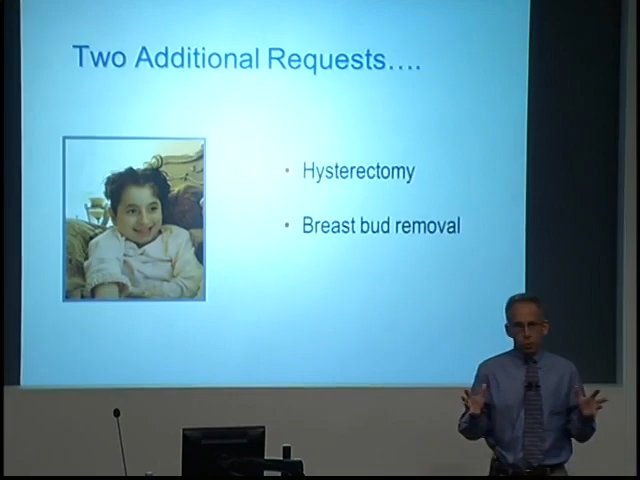 Two Additional Requests....
• Hysterectomy
• Breast bud removal